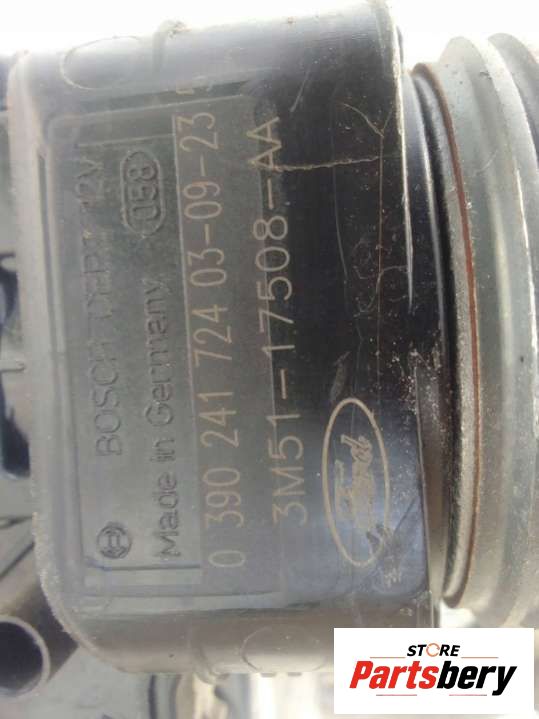 BOSCH DEPT 12V
Made in Germany 058
0 390 241 724 03-09-23
3M51-17508-AA
Ford
STORE
Partsbery